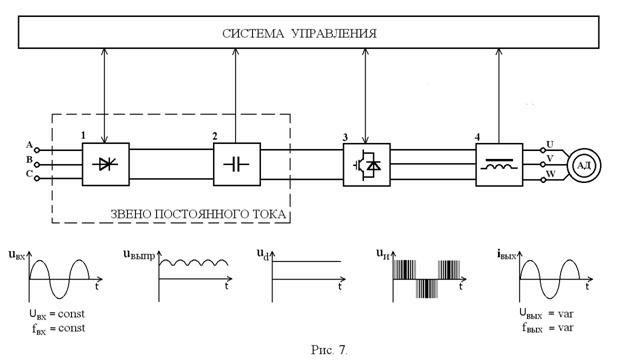 СИСТЕМА УПРАВЛЕНИЯ
1 2 3 4
A U
B V АД
C W
ЗВЕНО ПОСТОЯННОГО ТОКА
uвх uвыпр ud uи iвых
t t t t t
Uвх = const Uвых = var
fвх = const fвых = var
Рис. 7.